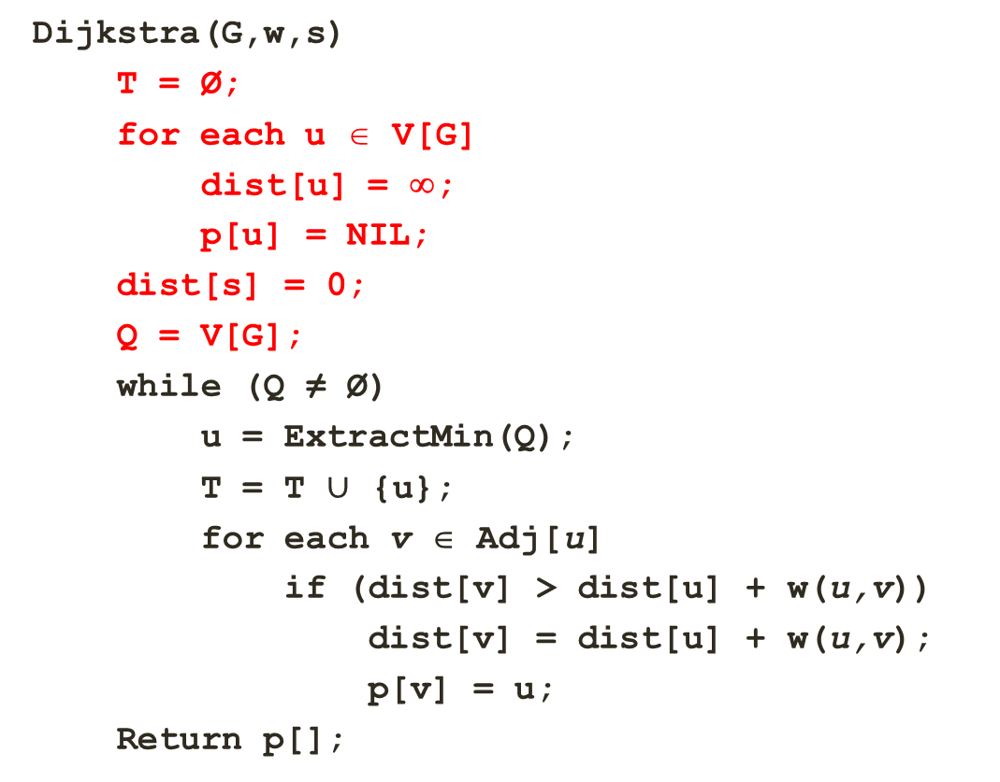 Dijkstra(G,w,s)
    T = Ø;
    for each u ∈ V[G]
        dist[u] = ∞;
        p[u] = NIL;
    dist[s] = 0;
    Q = V[G];
    while (Q ≠ Ø)
        u = ExtractMin(Q);
        T = T ∪ {u};
        for each v ∈ Adj[u]
            if (dist[v] > dist[u] + w(u,v))
                dist[v] = dist[u] + w(u,v);
                p[v] = u;
    Return p[];